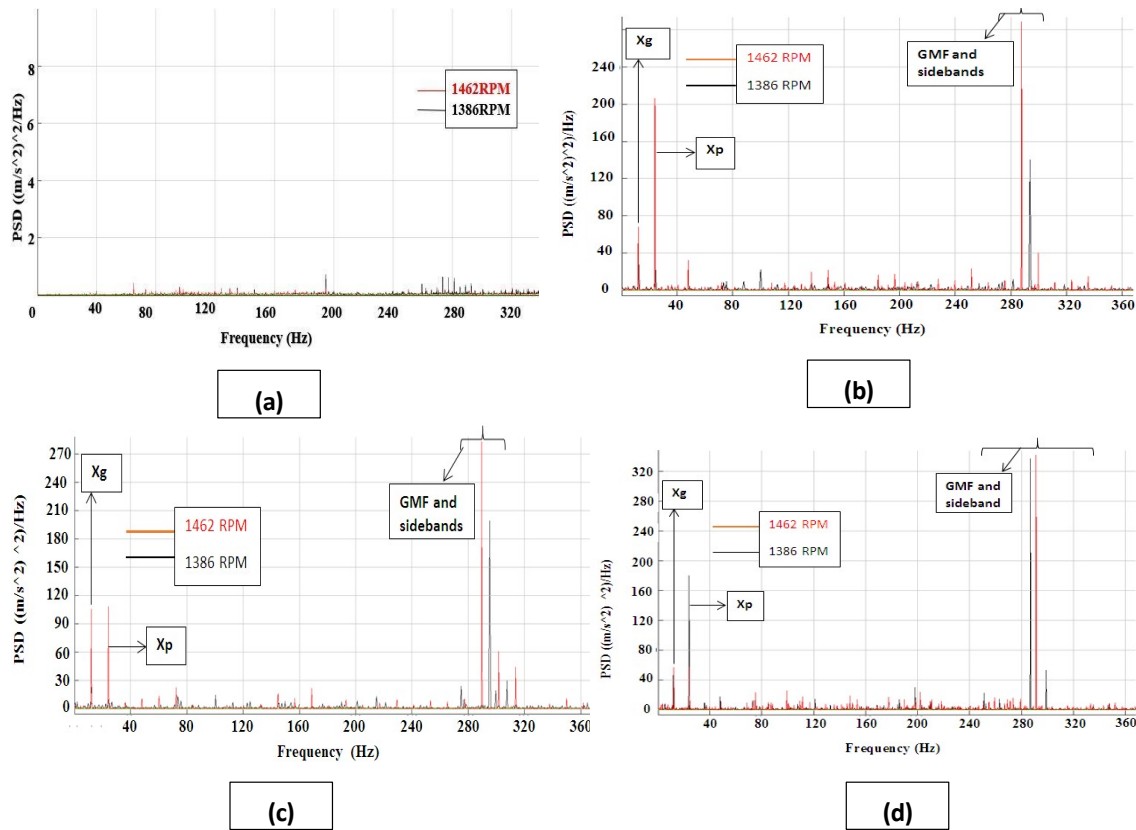 PSD ((m/s^2)^2/Hz)
8
6
4
2
0 40 80 120 160 200 240 280 320
Frequency (Hz)
1462RPM
1386RPM
(a)
PSD ((m/s^2)^2)/Hz)
240
200
160
120
80
40
0
40 80 120 160 200 240 280 320 360
Frequency (Hz)
Xg
Xp
1462 RPM
1386 RPM
GMF and
sidebands
(b)
PSD ((m/s^2) ^2)/Hz)
270
240
210
180
150
120
90
60
30
0
40 80 120 160 200 240 280 320 360
Frequency (Hz)
Xg
Xp
1462 RPM
1386 RPM
GMF and
sidebands
(c)
PSD ((m/s^2) ^2)/Hz)
320
280
240
200
160
120
80
40
0
40 80 120 160 200 240 280 320 360
Frequency (Hz)
Xg
Xp
1462 RPM
1386 RPM
GMF and
sideband
(d)